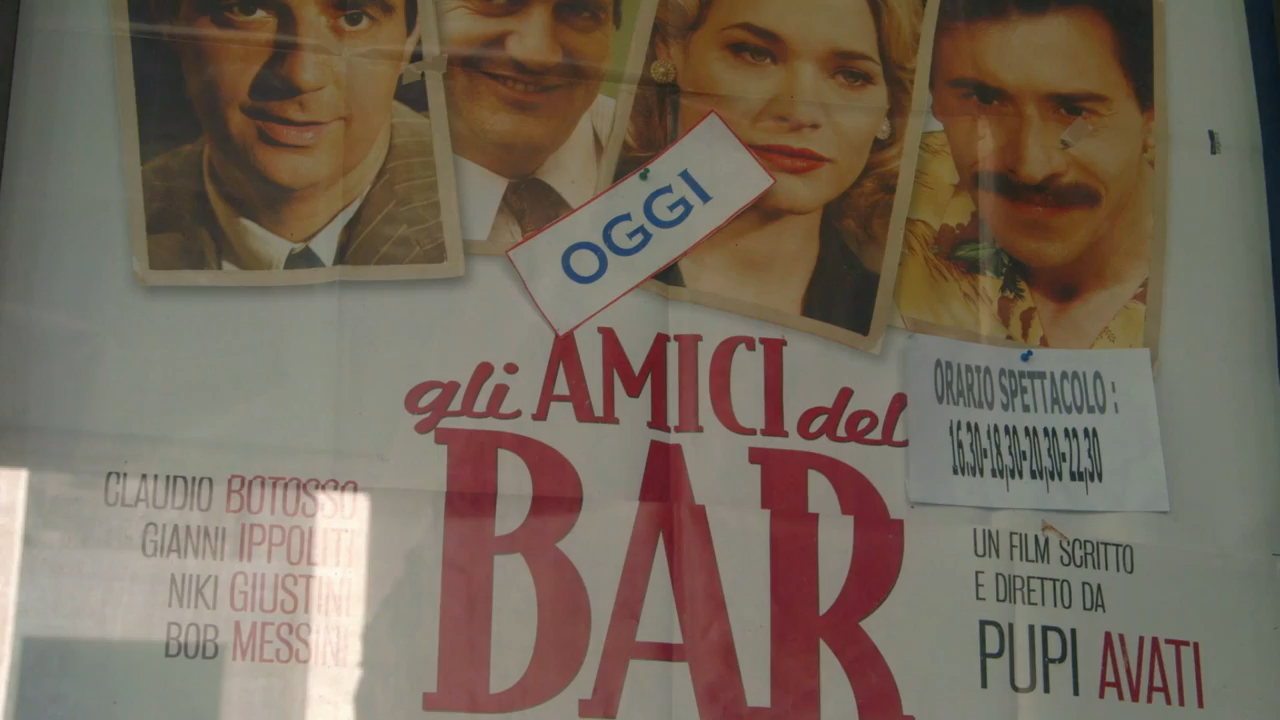 OGGI
gli AMICI del
BAR
ORARIO SPETTACOLO :
16.30-18,30-20,30-22,30
CLAUDIO BOTOSSO
GIANNI IPPOLITI
NIKI GIUSTINI
BOB MESSINI
UN FILM SCRITTO
E DIRETTO DA
PUPI AVATI